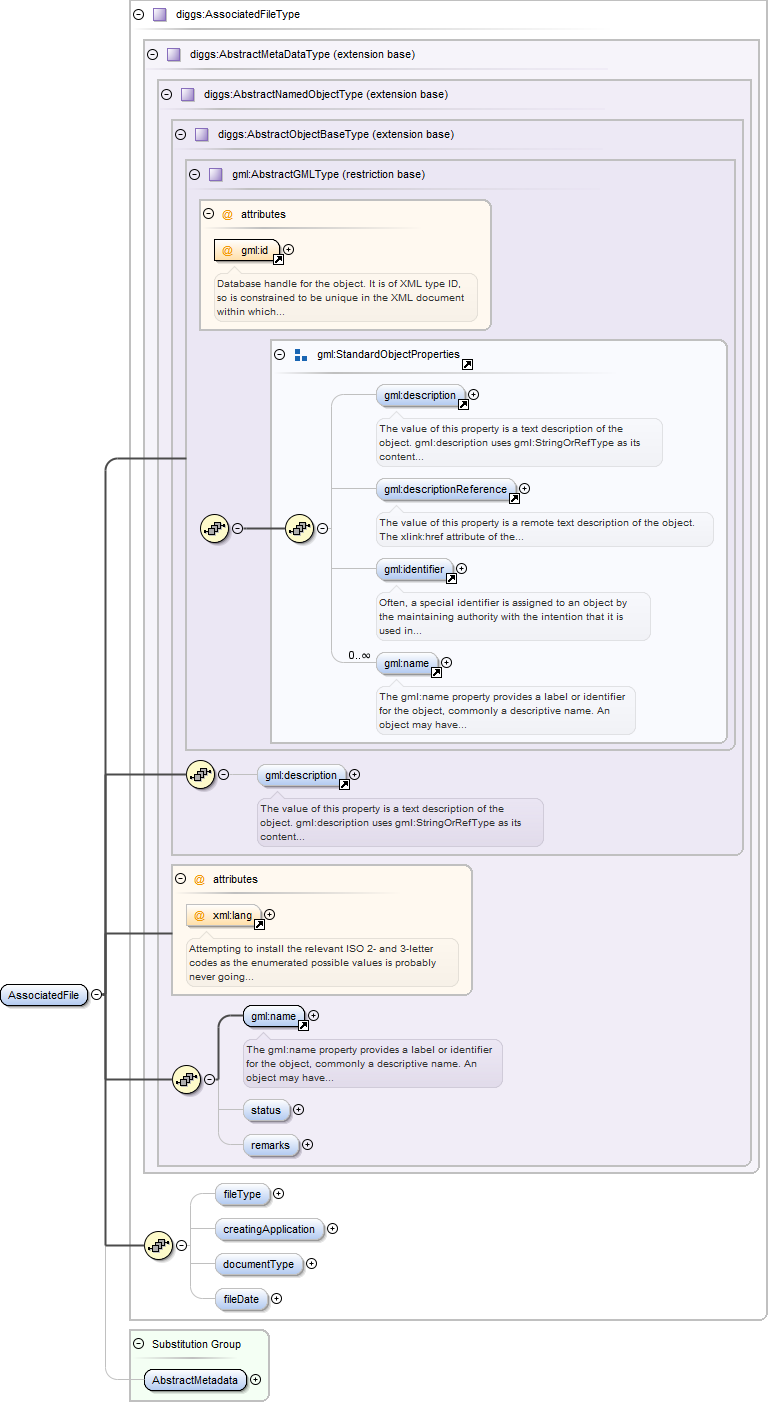 diggs:AssociatedFileType
diggs:AbstractMetaDataType (extension base)
diggs:AbstractNamedObjectType (extension base)
diggs:AbstractObjectBaseType (extension base)
gml:AbstractGMLType (restriction base)
@ attributes
@ gml:id
Database handle for the object. It is of XML type ID,
so is constrained to be unique in the XML document
within which...
gml:StandardObjectProperties
gml:description
The value of this property is a text description of the
object. gml:description uses gml:StringOrRefType as its
content...
gml:descriptionReference
The value of this property is a remote text description of the object.
The xlink:href attribute of the...
gml:identifier
Often, a special identifier is assigned to an object by
the maintaining authority with the intention that it is
used in...
0..∞
gml:name
The gml:name property provides a label or identifier
for the object, commonly a descriptive name. An
object may have...
gml:description
The value of this property is a text description of the
object. gml:description uses gml:StringOrRefType as its
content...
@ attributes
@ xml:lang
Attempting to install the relevant ISO 2- and 3-letter
codes as the enumerated possible values is probably
never going...
AssociatedFile
gml:name
The gml:name property provides a label or identifier
for the object, commonly a descriptive name. An
object may have...
status
remarks
fileType
creatingApplication
documentType
fileDate
Substitution Group
AbstractMetadata